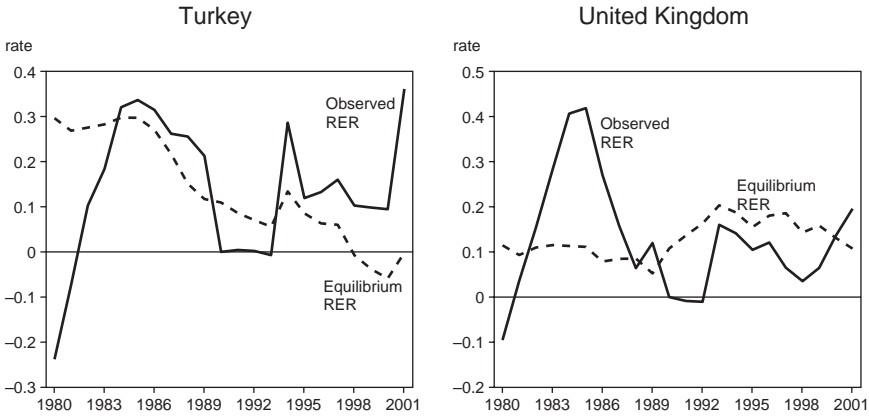 Turkey
rate
0.4
0.3
0.2
0.1
0
–0.1
–0.2
–0.3
Observed
RER
Equilibrium
RER
1980 1983 1986 1989 1992 1995 1998 2001
United Kingdom
rate
0.5
0.4
0.3
0.2
0.1
0
–0.1
–0.2
Observed
RER
Equilibrium
RER
1980 1983 1986 1989 1992 1995 1998 2001